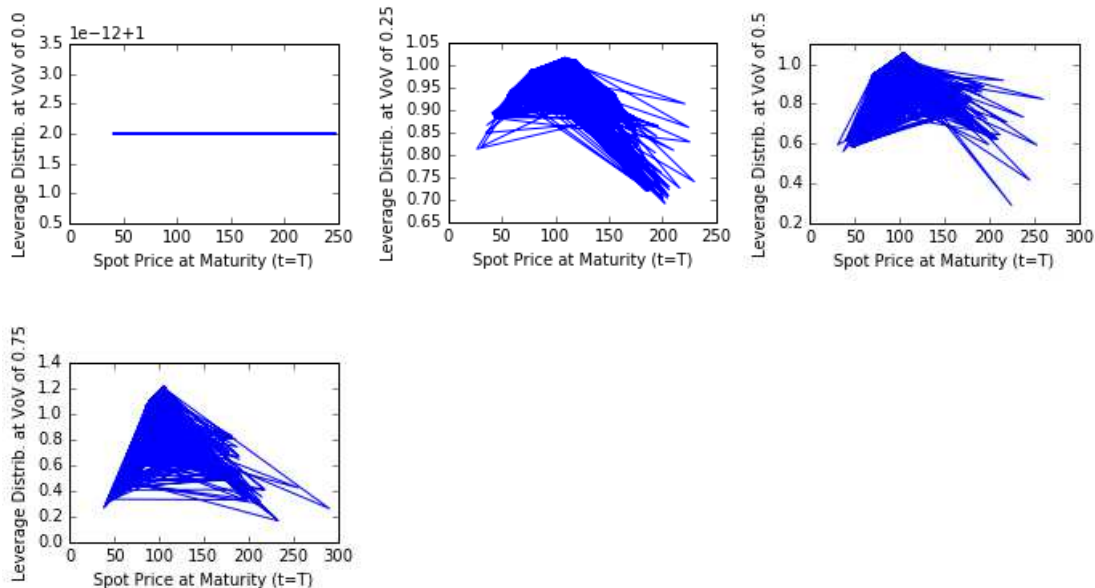 1e−12+1
Leverage Distrib. at VoV of 0.0
3.5
3.0
2.5
2.0
1.5
1.0
0.5
0 50 100 150 200 250
Spot Price at Maturity (t=T)
Leverage Distrib. at VoV of 0.25
1.05
1.00
0.95
0.90
0.85
0.80
0.75
0.70
0.65
0 50 100 150 200 250
Spot Price at Maturity (t=T)
Leverage Distrib. at VoV of 0.5
1.0
0.8
0.6
0.4
0.2
0 50 100 150 200 250 300
Spot Price at Maturity (t=T)
Leverage Distrib. at VoV of 0.75
1.4
1.2
1.0
0.8
0.6
0.4
0.2
0.0
0 50 100 150 200 250 300
Spot Price at Maturity (t=T)